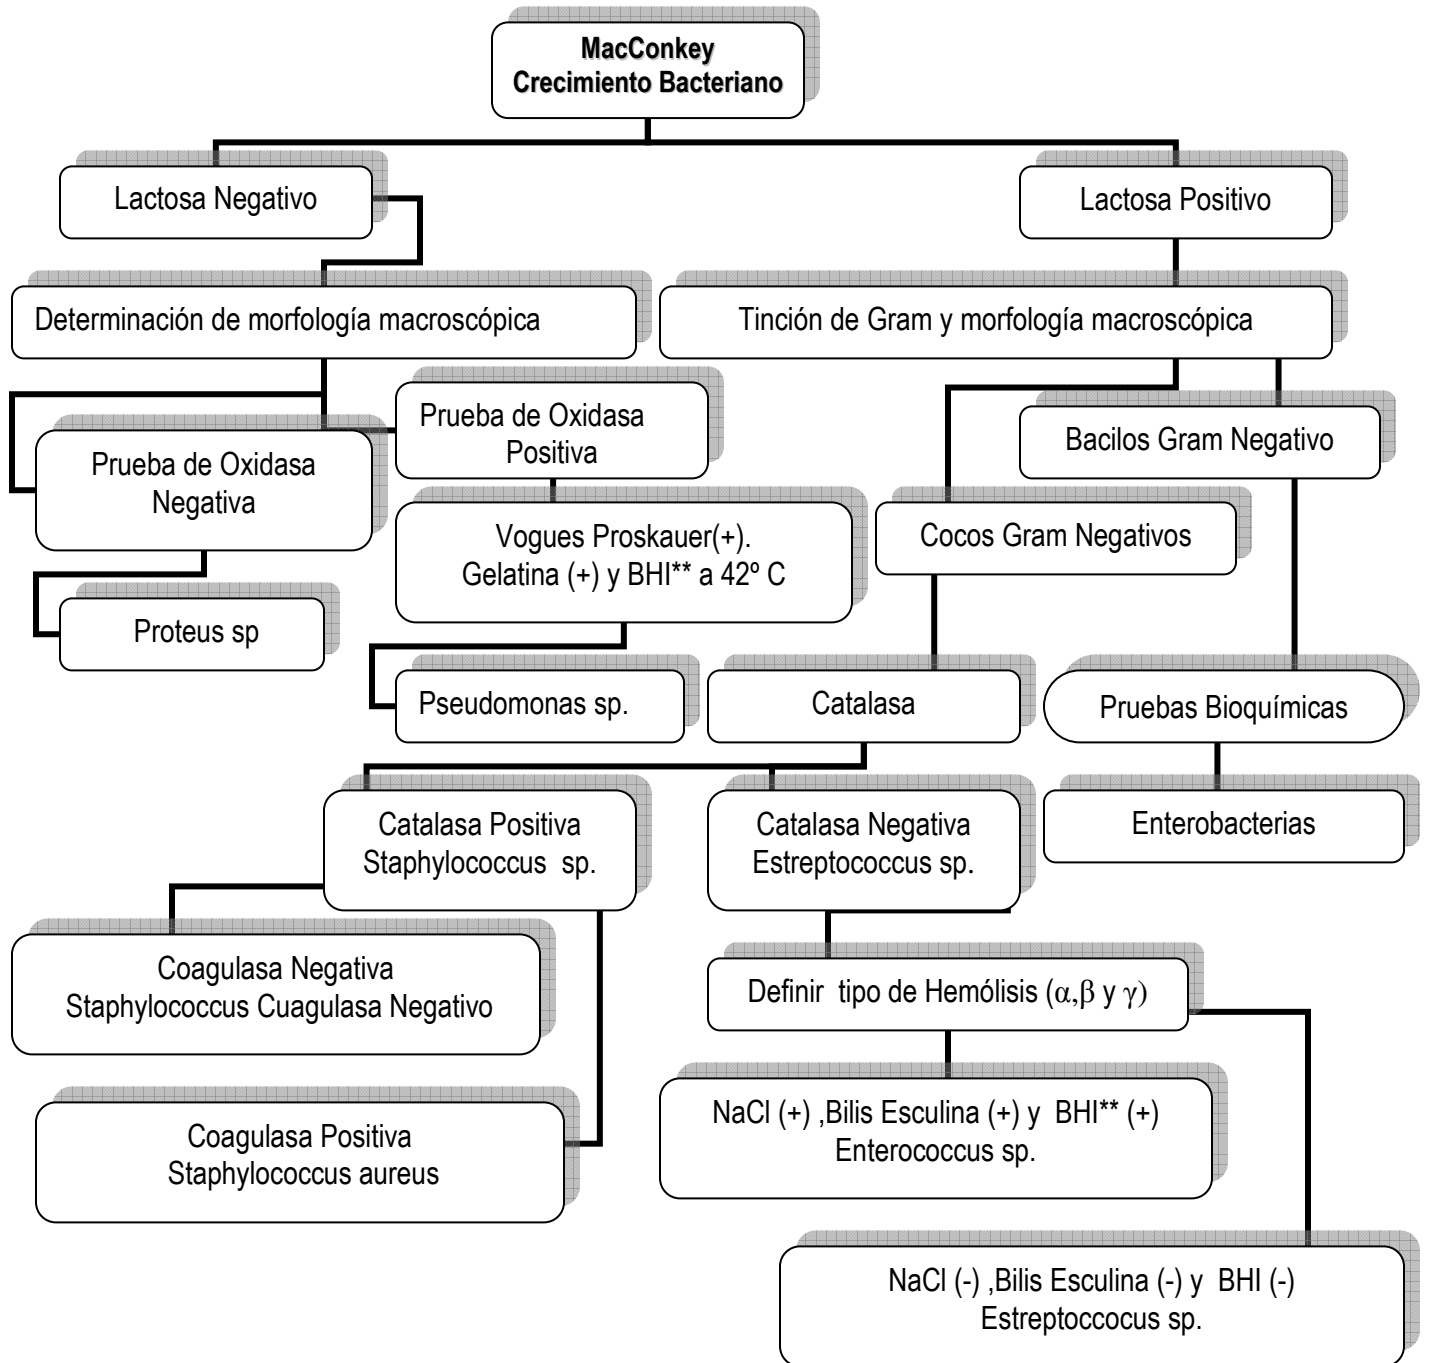 MacConkey
Crecimiento Bacteriano
Lactosa Negativo
Lactosa Positivo
Determinación de morfología macroscópica
Tinción de Gram y morfología macroscópica
Prueba de Oxidasa
Positiva
Bacilos Gram Negativo
Prueba de Oxidasa
Negativa
Vogues Proskauer(+).
Gelatina (+) y BHI** a 42º C
Cocos Gram Negativos
Proteus sp
Pseudomonas sp.
Catalasa
Pruebas Bioquímicas
Catalasa Positiva
Staphylococcus sp.
Catalasa Negativa
Estreptococcus sp.
Enterobacterias
Coagulasa Negativa
Staphylococcus Cuagulasa Negativo
Definir tipo de Hemólisis (α,β y γ)
Coagulasa Positiva
Staphylococcus aureus
NaCl (+) ,Bilis Esculina (+) y BHI** (+)
Enterococcus sp.
NaCl (-) ,Bilis Esculina (-) y BHI (-)
Estreptoccocus sp.